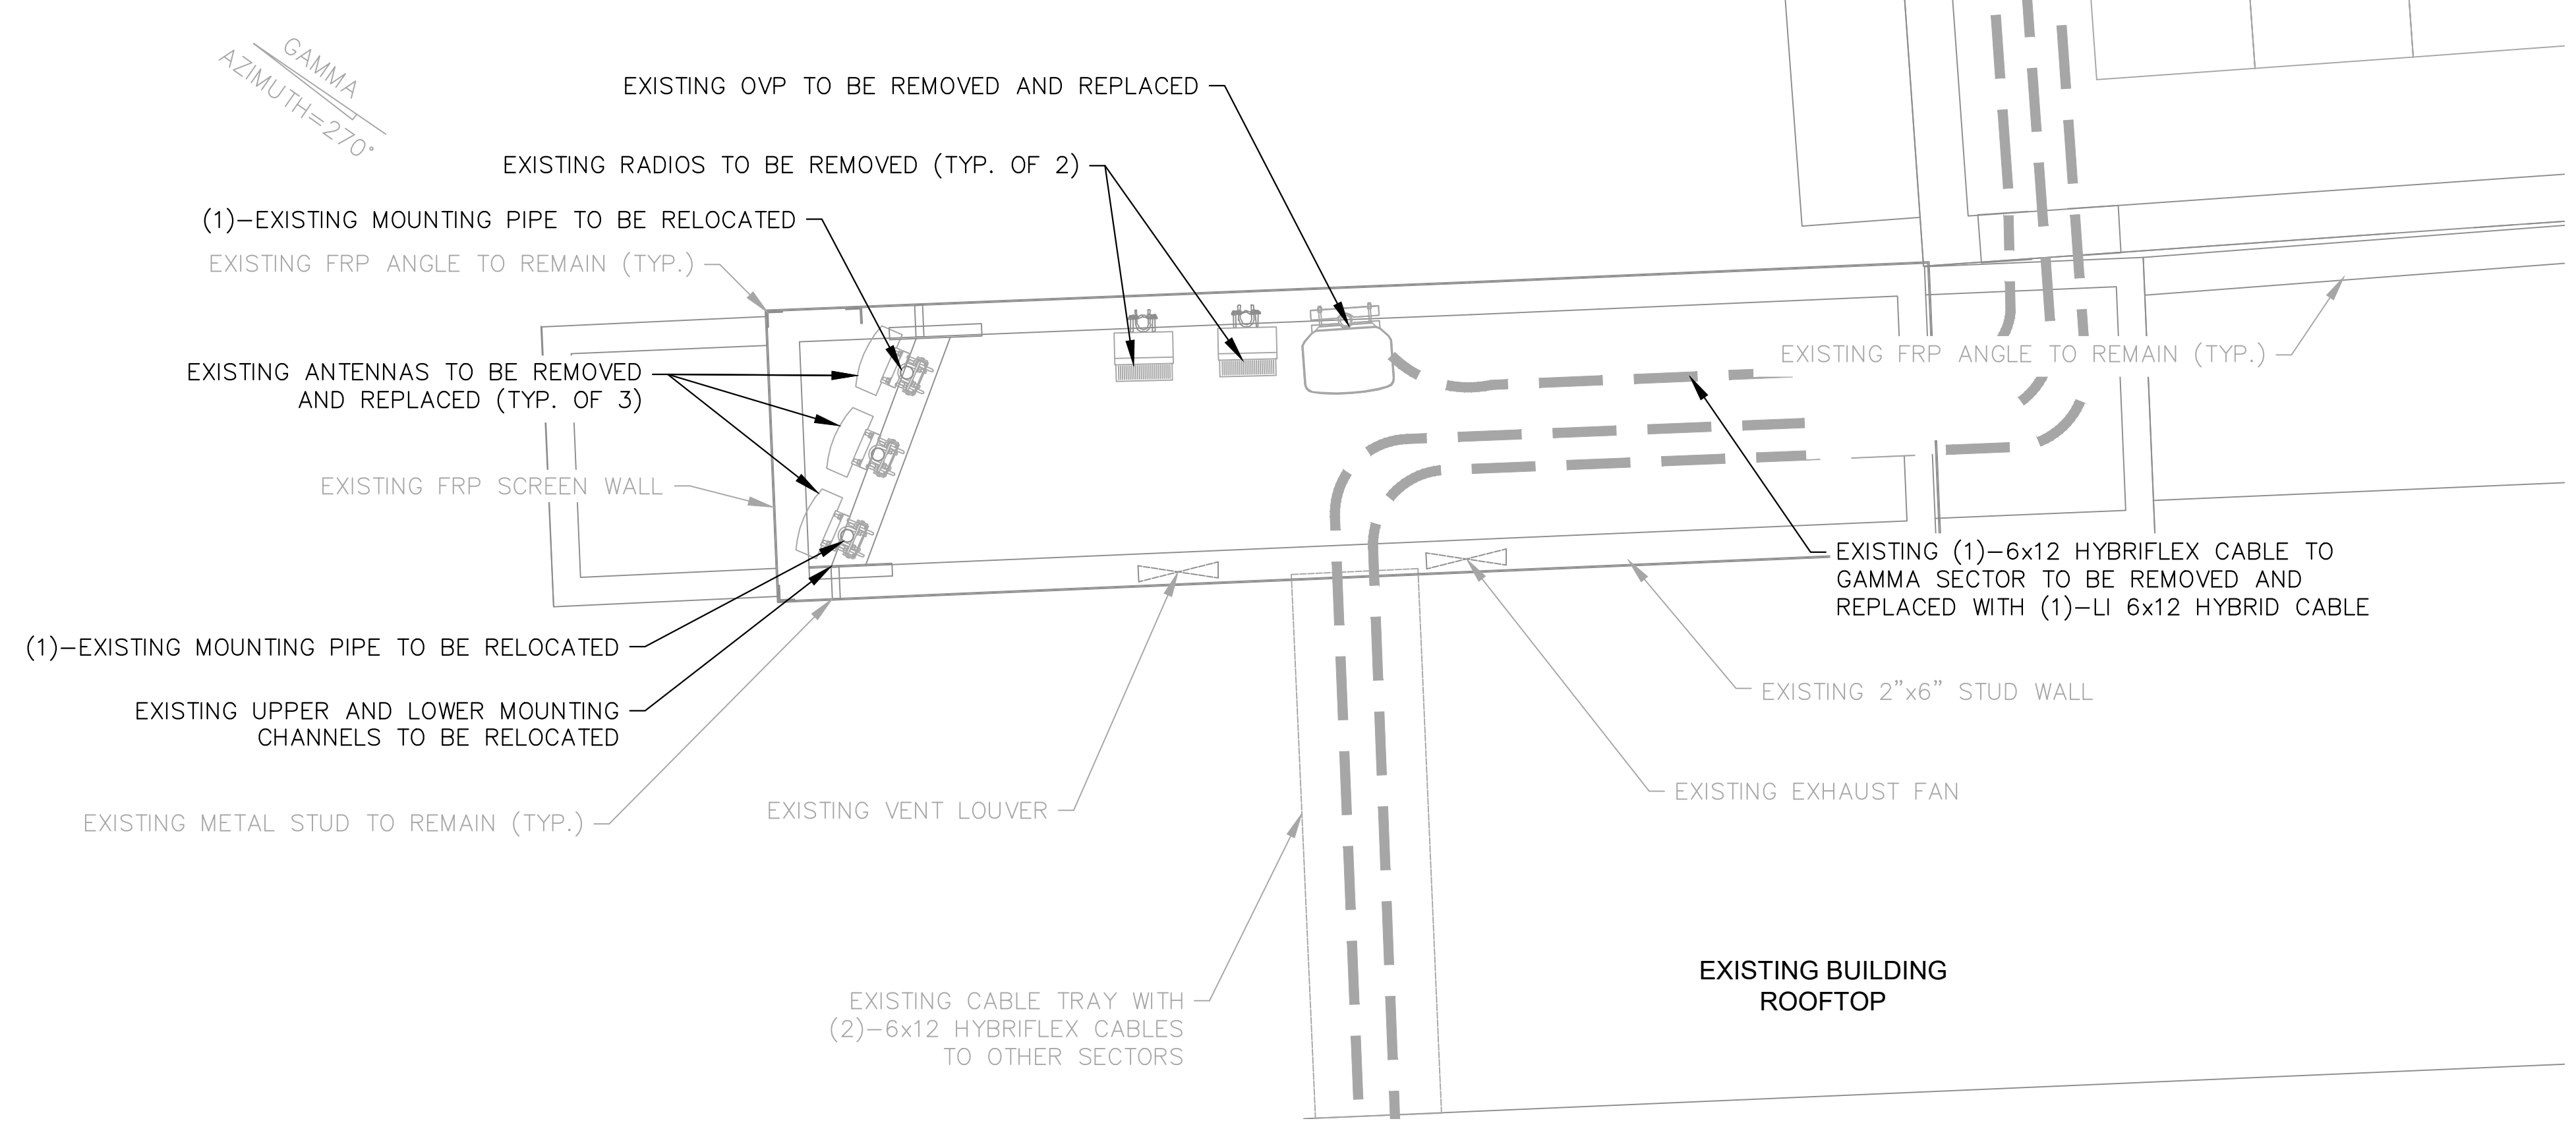 GAMMA
AZIMUTH=270°
EXISTING OVP TO BE REMOVED AND REPLACED
EXISTING RADIOS TO BE REMOVED (TYP. OF 2)
(1)-EXISTING MOUNTING PIPE TO BE RELOCATED
EXISTING FRP ANGLE TO REMAIN (TYP.)
EXISTING FRP ANGLE TO REMAIN (TYP.)
EXISTING ANTENNAS TO BE REMOVED
AND REPLACED (TYP. OF 3)
EXISTING FRP SCREEN WALL
EXISTING (1)-6x12 HYBRIFLEX CABLE TO
GAMMA SECTOR TO BE REMOVED AND
REPLACED WITH (1)-LI 6x12 HYBRID CABLE
(1)-EXISTING MOUNTING PIPE TO BE RELOCATED
EXISTING UPPER AND LOWER MOUNTING
CHANNELS TO BE RELOCATED
EXISTING 2"x6" STUD WALL
EXISTING EXHAUST FAN
EXISTING VENT LOUVER
EXISTING METAL STUD TO REMAIN (TYP.)
EXISTING CABLE TRAY WITH
(2)-6x12 HYBRIFLEX CABLES
TO OTHER SECTORS
EXISTING BUILDING
ROOFTOP